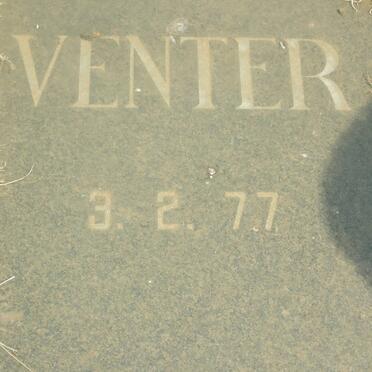 VENTER
3. 2. 77